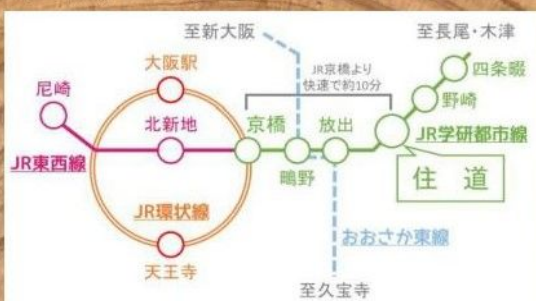 至新大阪
至長尾・木津
大阪駅
JR京橋より
快速で約10分
四条畷
尼崎
野崎
北新地
京橋
放出
JR学研都市線
JR東西線
鴫野
住　道
JR環状線
おおさか東線
天王寺
至久宝寺